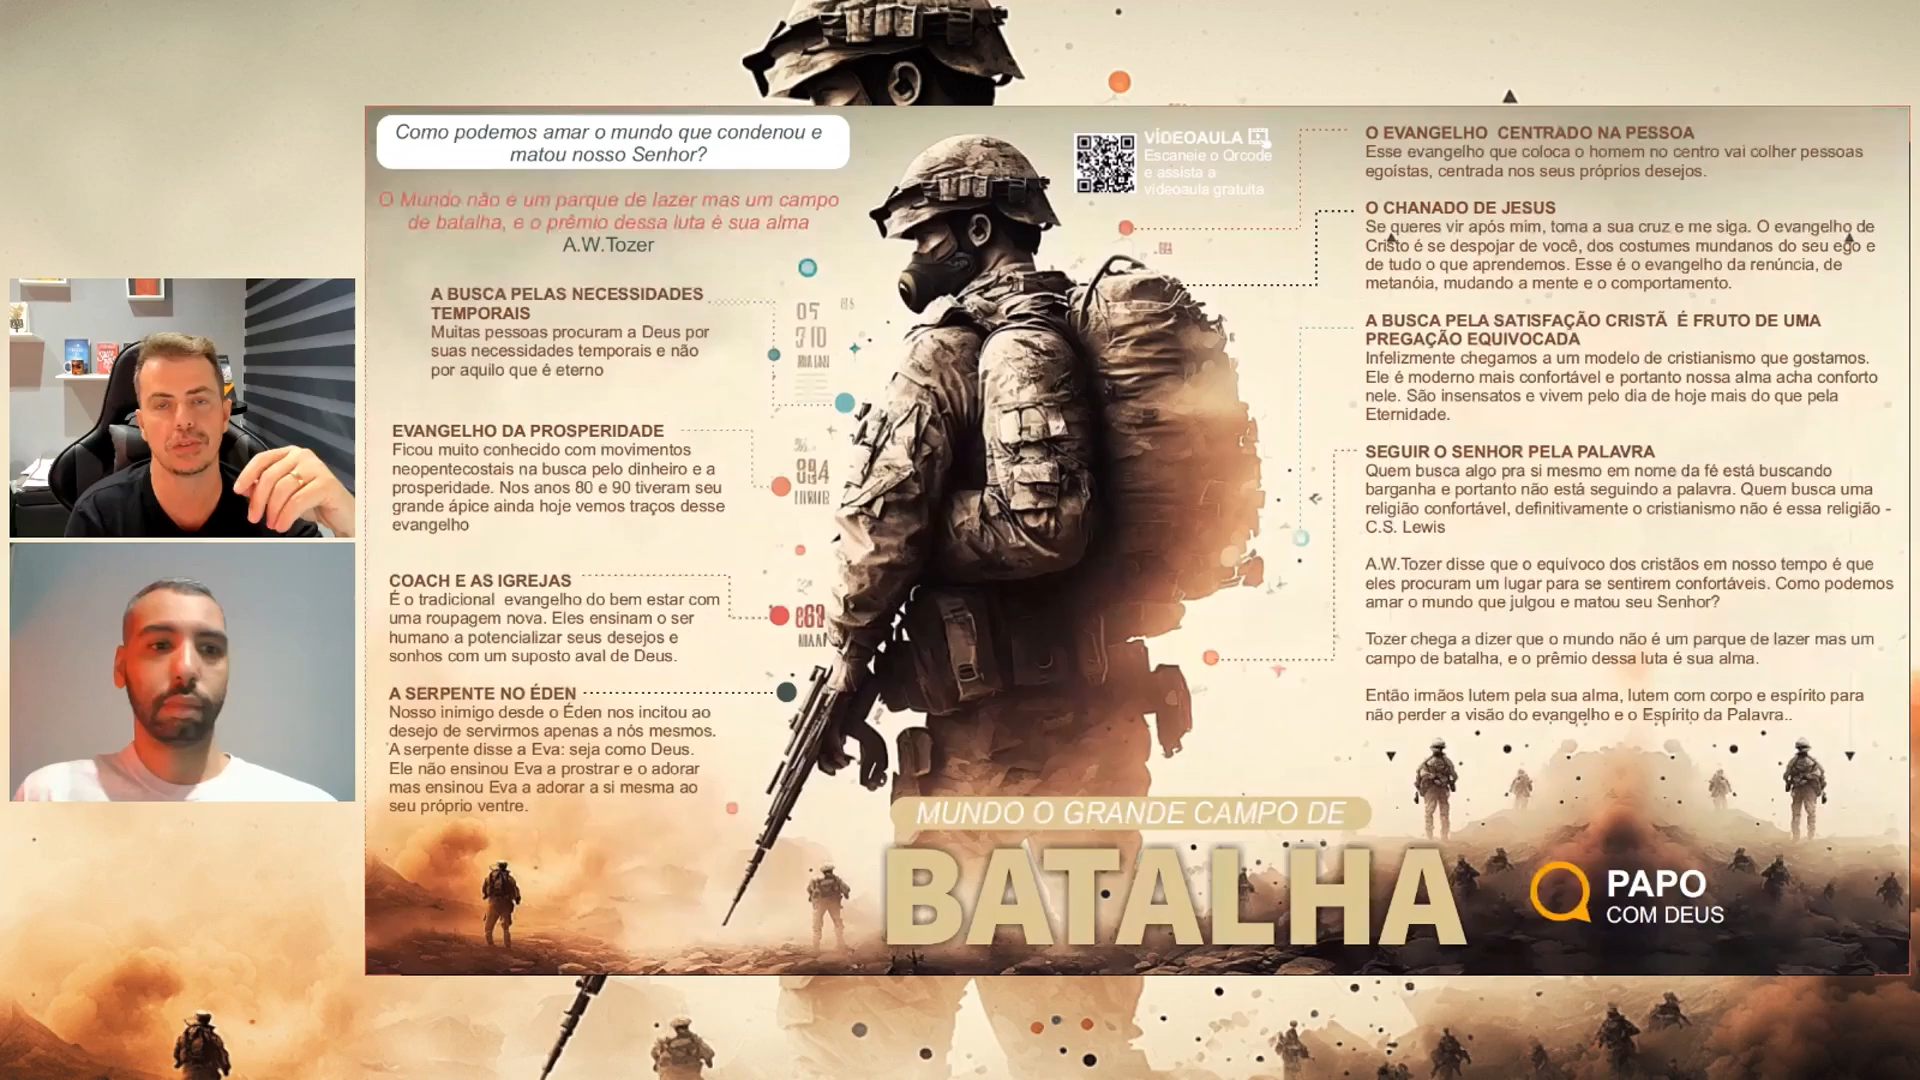 Como podemos amar o mundo que condenou e
matou nosso Senhor?
O Mundo não é um parque de lazer mas um campo
de batalha, e o prêmio dessa luta é sua alma
A.W.Tozer
A BUSCA PELAS NECESSIDADES
TEMPORAIS
Muitas pessoas procuram a Deus por
suas necessidades temporais e não
por aquilo que é eterno
EVANGELHO DA PROSPERIDADE
Ficou muito conhecido com movimentos
neopentecostais na busca pelo dinheiro e a
prosperidade. Nos anos 80 e 90 tiveram seu
grande ápice ainda hoje vemos traços desse
evangelho
COACH E AS IGREJAS
É o tradicional evangelho do bem estar com
uma roupagem nova. Eles ensinam o ser
humano a potencializar seus desejos e
sonhos com um suposto aval de Deus.
A SERPENTE NO ÉDEN
Nosso inimigo desde o Éden nos incitou ao
desejo de servirmos apenas a nós mesmos.
A serpente disse a Eva: seja como Deus.
Ele não ensinou Eva a prostrar e o adorar
mas ensinou Eva a adorar a si mesma ao
seu próprio ventre.
VÍDEOAULA
Escaneie o Qrcode
e assista a
videoaula gratuita
05
310
894
O EVANGELHO CENTRADO NA PESSOA
Esse evangelho que coloca o homem no centro vai colher pessoas
egoístas, centrada nos seus próprios desejos.
O CHANADO DE JESUS
Se queres vir após mim, toma a sua cruz e me siga. O evangelho de
Cristo é se despojar de você, dos costumes mundanos do seu ego e
de tudo o que aprendemos. Esse é o evangelho da renúncia, de
metanóia, mudando a mente e o comportamento.
A BUSCA PELA SATISFAÇÃO CRISTÃ É FRUTO DE UMA
PREGAÇÃO EQUIVOCADA
Infelizmente chegamos a um modelo de cristianismo que gostamos.
Ele é moderno mais confortável e portanto nossa alma acha conforto
nele. São insensatos e vivem pelo dia de hoje mais do que pela
Eternidade.
SEGUIR O SENHOR PELA PALAVRA
Quem busca algo pra si mesmo em nome da fé está buscando
barganha e portanto não está seguindo a palavra. Quem busca uma
religião confortável, definitivamente o cristianismo não é essa religião -
C.S. Lewis
A.W.Tozer disse que o equívoco dos cristãos em nosso tempo é que
eles procuram um lugar para se sentirem confortáveis. Como podemos
amar o mundo que julgou e matou seu Senhor?
Tozer chega a dizer que o mundo não é um parque de lazer mas um
campo de batalha, e o prêmio dessa luta é sua alma.
Então irmãos lutem pela sua alma, lutem com corpo e espírito para
não perder a visão do evangelho e o Espírito da Palavra..
MUNDO O GRANDE CAMPO DE
BATALHA
PAPO
COM DEUS